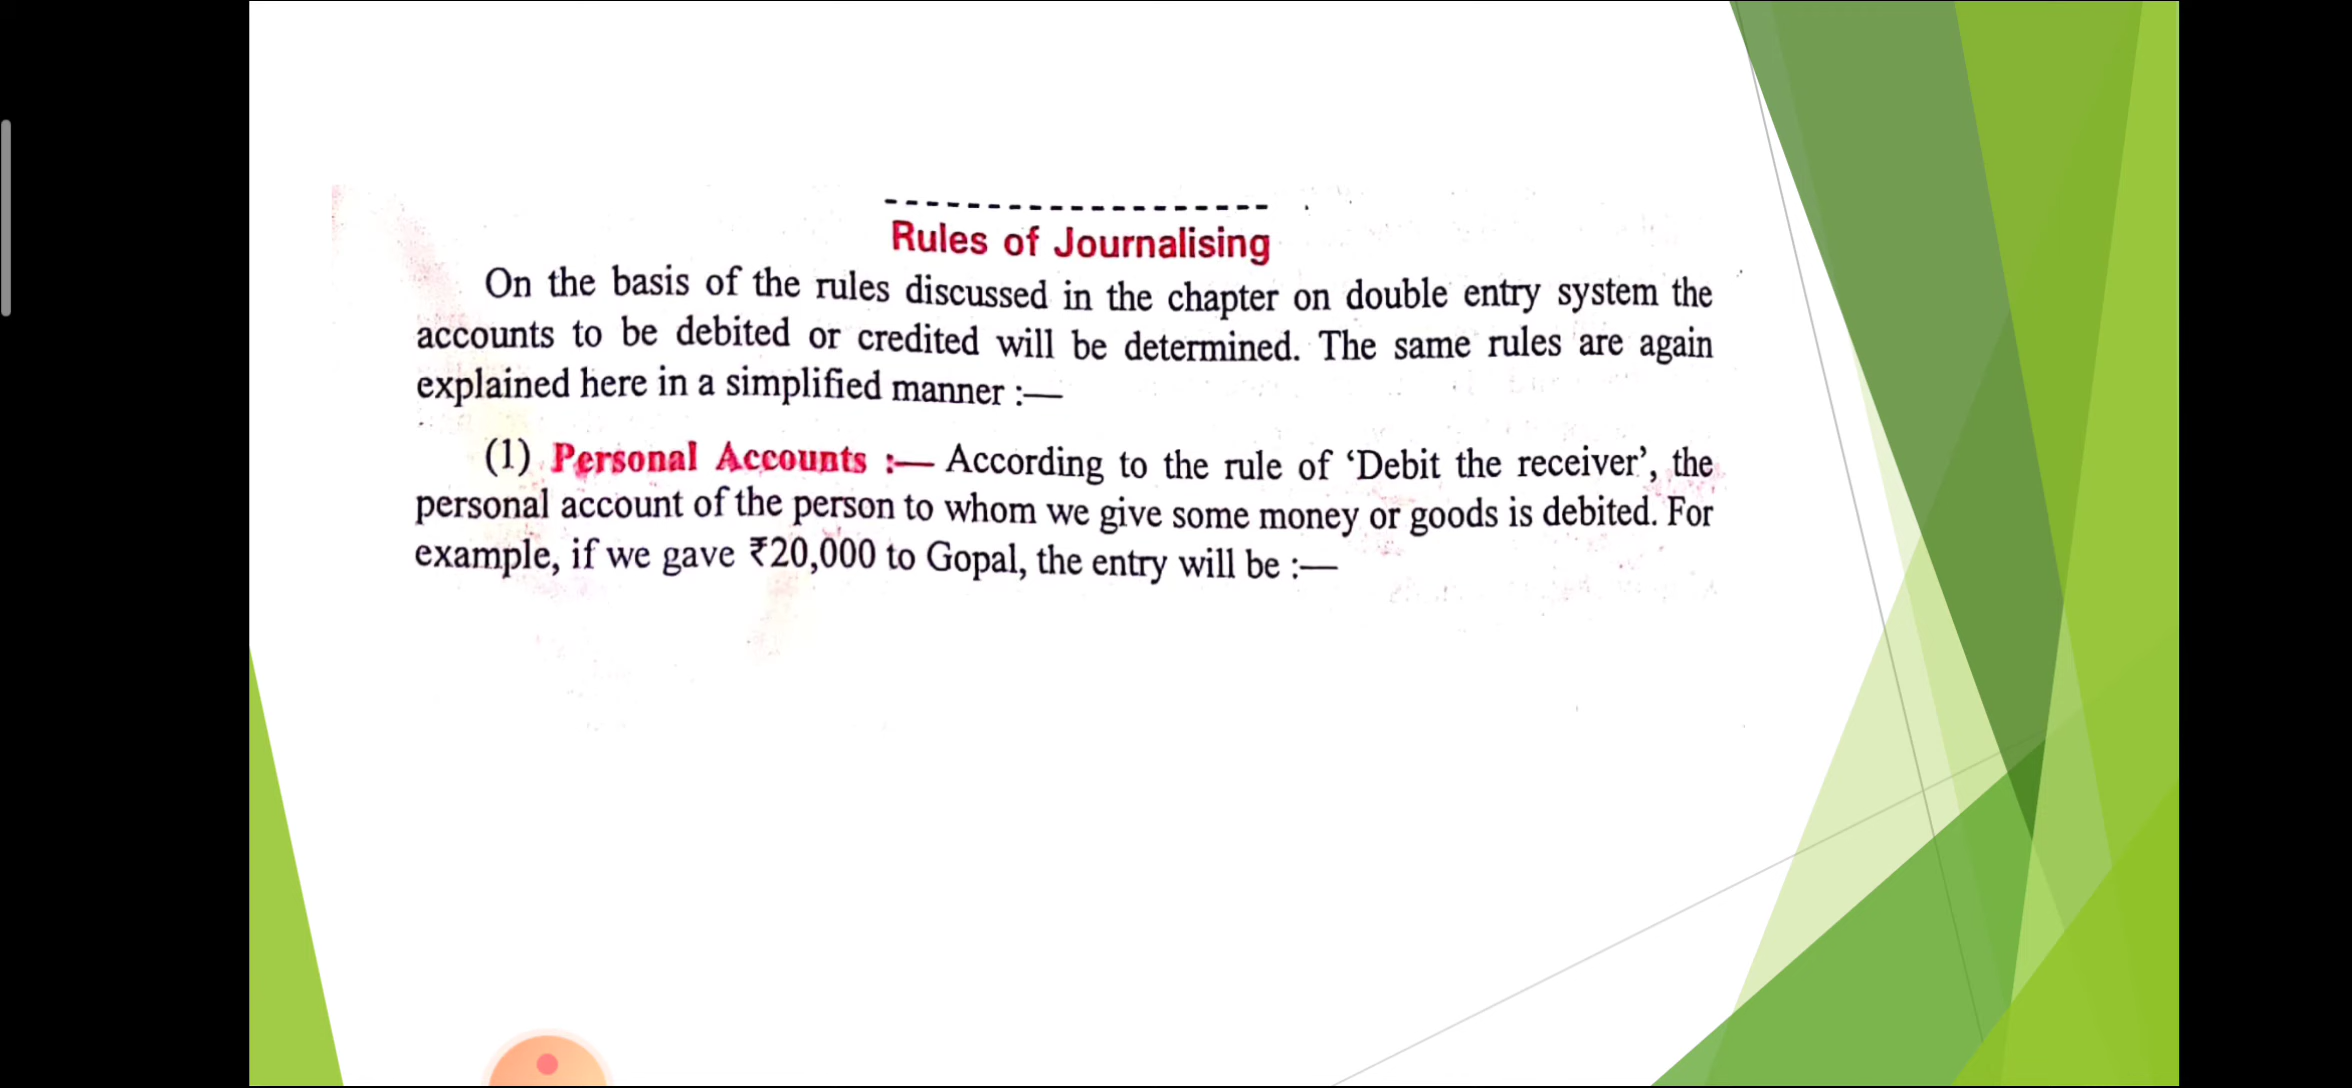 Rules of Journalising
On the basis of the rules discussed in the chapter on double entry system the
accounts to be debited or credited will be determined. The same rules are again
explained here in a simplified manner :—
(1) Personal Accounts :— According to the rule of ‘Debit the receiver’, the
personal account of the person to whom we give some money or goods is debited. For
example, if we gave ₹20,000 to Gopal, the entry will be :—